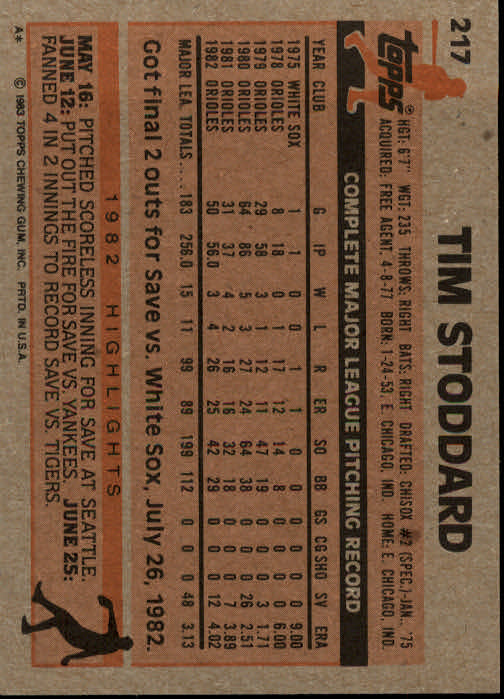 217
TIM STODDARD
topps®
HGT: 6'7" WGT: 235 THROWS: RIGHT BATS: RIGHT DRAFTED: CHISOX #2 (SPEC.)-JAN., '75
ACQUIRED: FREE AGENT, 4-8-77 BORN: 1-24-53, E. CHICAGO, IND. HOME: E. CHICAGO, IND.
COMPLETE MAJOR LEAGUE PITCHING RECORD
YEAR CLUB G IP W L R ER SO BB GS CG SHO SV ERA
1975 WHITE SOX 1 1 0 0 1 1 0 0 0 0 0 0 9.00
1978 ORIOLES 8 18 0 1 17 12 14 8 0 0 0 0 6.00
1979 ORIOLES 29 58 3 1 12 11 47 19 0 0 0 3 1.71
1980 ORIOLES 64 86 5 3 27 24 64 38 0 0 0 26 2.51
1981 ORIOLES 31 37 4 2 16 16 32 18 0 0 0 7 3.89
1982 ORIOLES 50 56.0 3 4 26 25 42 29 0 0 0 12 4.02
MAJOR LEA. TOTALS..... 183 256.0 15 11 99 89 199 112 0 0 0 48 3.13
Got final 2 outs for Save vs. White Sox, July 26, 1982.
1982 HIGHLIGHTS
MAY 16: PITCHED SCORELESS INNING FOR SAVE AT SEATTLE.
JUNE 12: PUT OUT THE FIRE FOR SAVE VS. YANKEES. JUNE 25:
FANNED 4 IN 2 INNINGS TO RECORD SAVE VS. TIGERS.
A* © 1983 TOPPS CHEWING GUM, INC. PRTD. IN U.S.A.